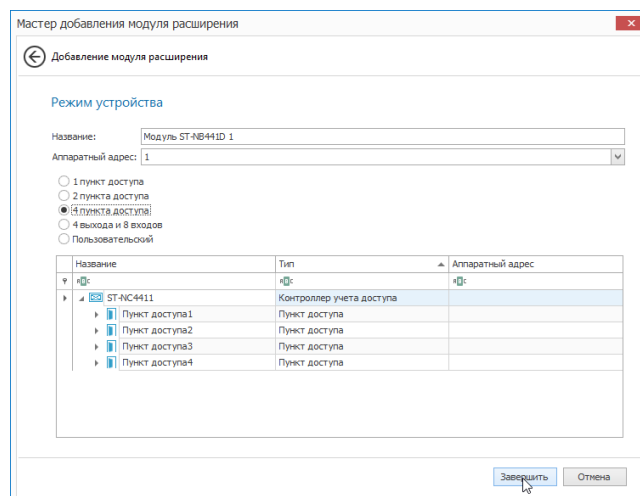 Мастер добавления модуля расширения
Добавление модуля расширения
Режим устройства
Название: Модуль ST-NB441D 1
Аппаратный адрес: 1
1 пункт доступа
2 пункта доступа
4 пункта доступа
4 выхода и 8 входов
Пользовательский
Название Тип Аппаратный адрес
ST-NC4411 Контроллер учета доступа
Пункт доступа1 Пункт доступа
Пункт доступа2 Пункт доступа
Пункт доступа3 Пункт доступа
Пункт доступа4 Пункт доступа
Завершить Отмена